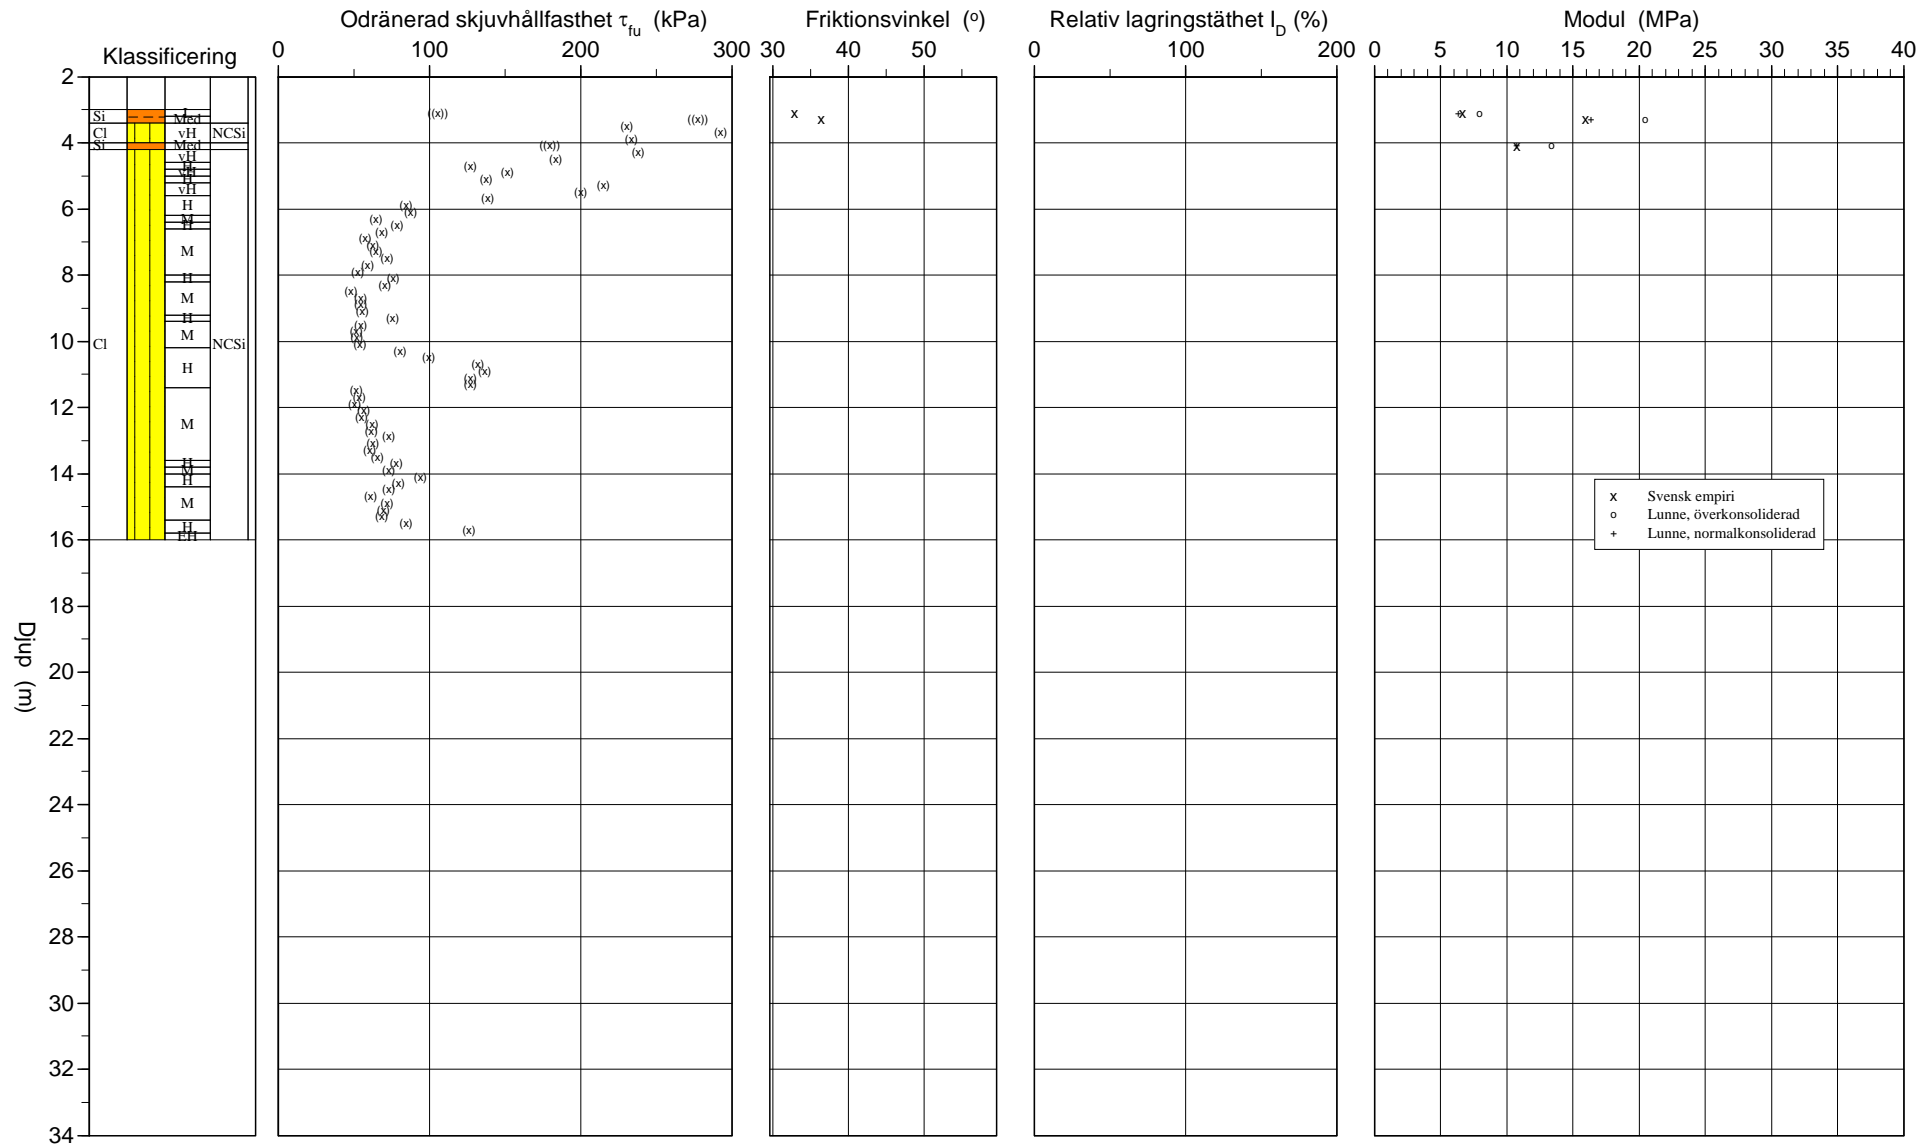 Klassificering
Odränerad skjuvhållfasthet τfu (kPa)
Friktionsvinkel (o)
Relativ lagringstäthet ID (%)
Modul (MPa)
0 100 200 300
30 40 50
0 100 200
0 5 10 15 20 25 30 35 40
Djup (m)
2
4
6
8
10
12
14
16
18
20
22
24
26
28
30
32
34
Si
Med
Cl vH NCSi
Si Med
vH
H
vH
H
vH
H
M
H
M
H
M
H
Cl M NCSi
H
M
H
M
H
M
H
EH
x Svensk empiri
o Lunne, överkonsoliderad
+ Lunne, normalkonsoliderad